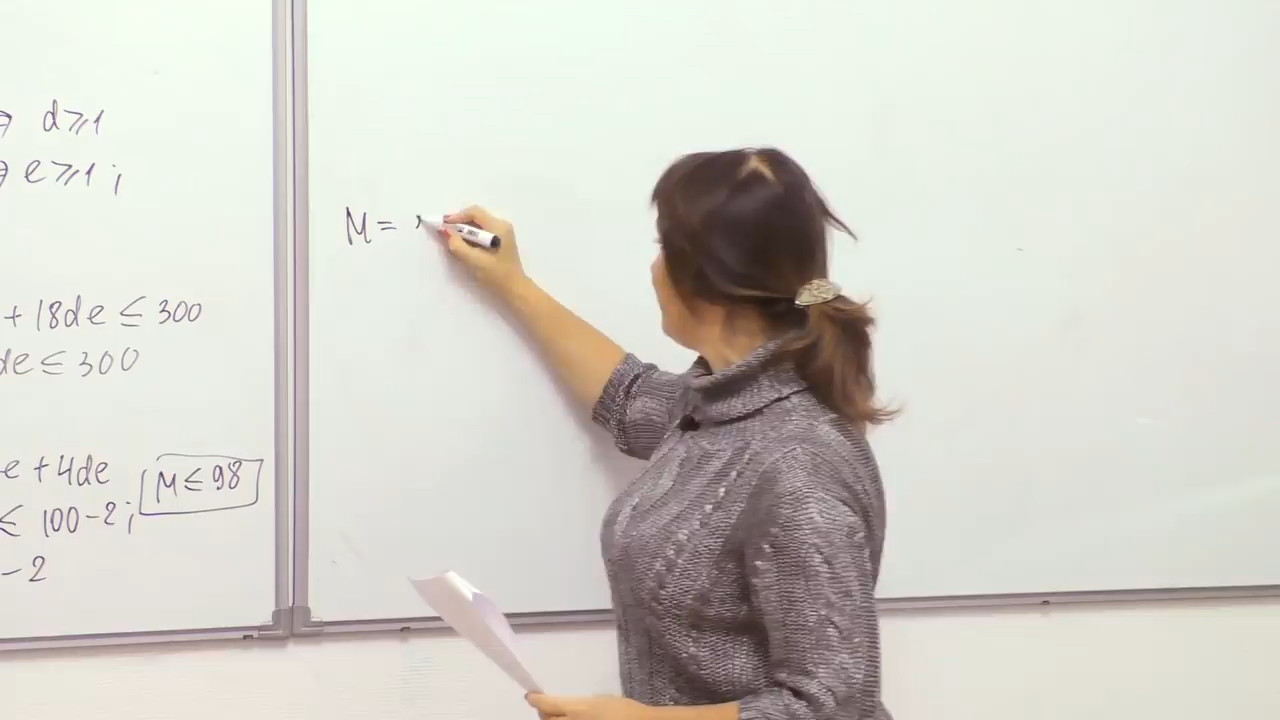 d⩾1
e⩾1;
+ 18de ≤ 300
de ≤ 300
e + 4de
M ≤ 98
≤ 100 - 2;
- 2
M =